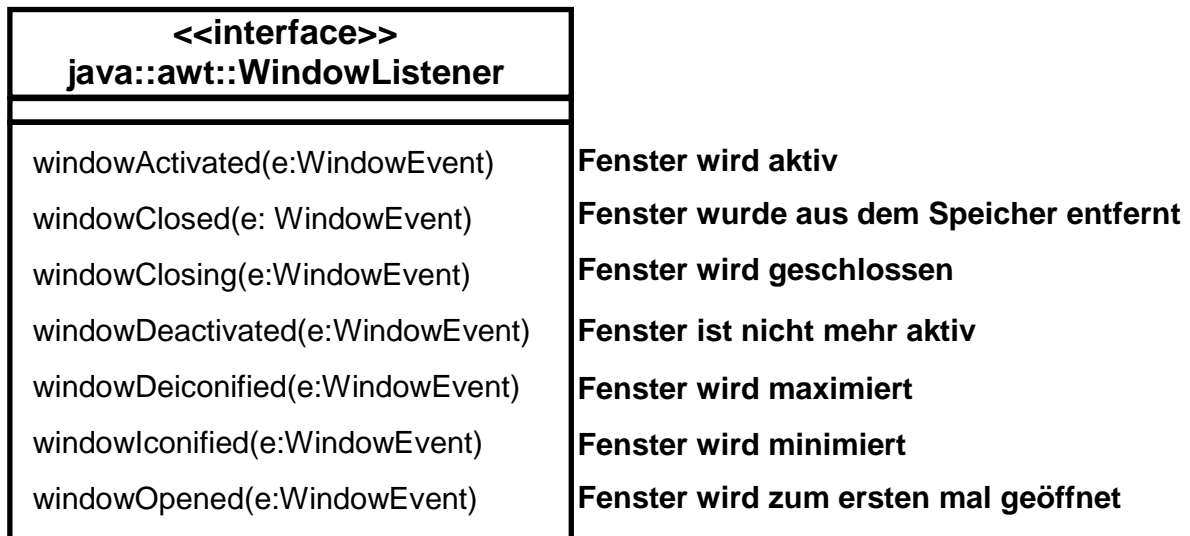 <<interface>>
java::awt::WindowListener
windowActivated(e:WindowEvent) Fenster wird aktiv
windowClosed(e: WindowEvent) Fenster wurde aus dem Speicher entfernt
windowClosing(e:WindowEvent) Fenster wird geschlossen
windowDeactivated(e:WindowEvent) Fenster ist nicht mehr aktiv
windowDeiconified(e:WindowEvent) Fenster wird maximiert
windowIconified(e:WindowEvent) Fenster wird minimiert
windowOpened(e:WindowEvent) Fenster wird zum ersten mal geöffnet